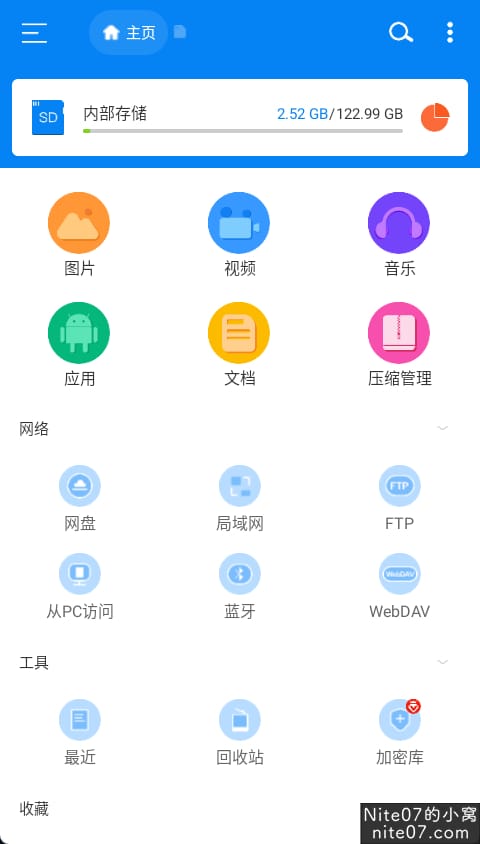 主页
SD
内部存储 2.52 GB/122.99 GB
图片 视频 音乐
应用 文档 压缩管理
网络
FTP
网盘 局域网 FTP
WebDAV
从PC访问 蓝牙 WebDAV
工具
最近 回收站 加密库
收藏
Nite07的小窝
nite07.com